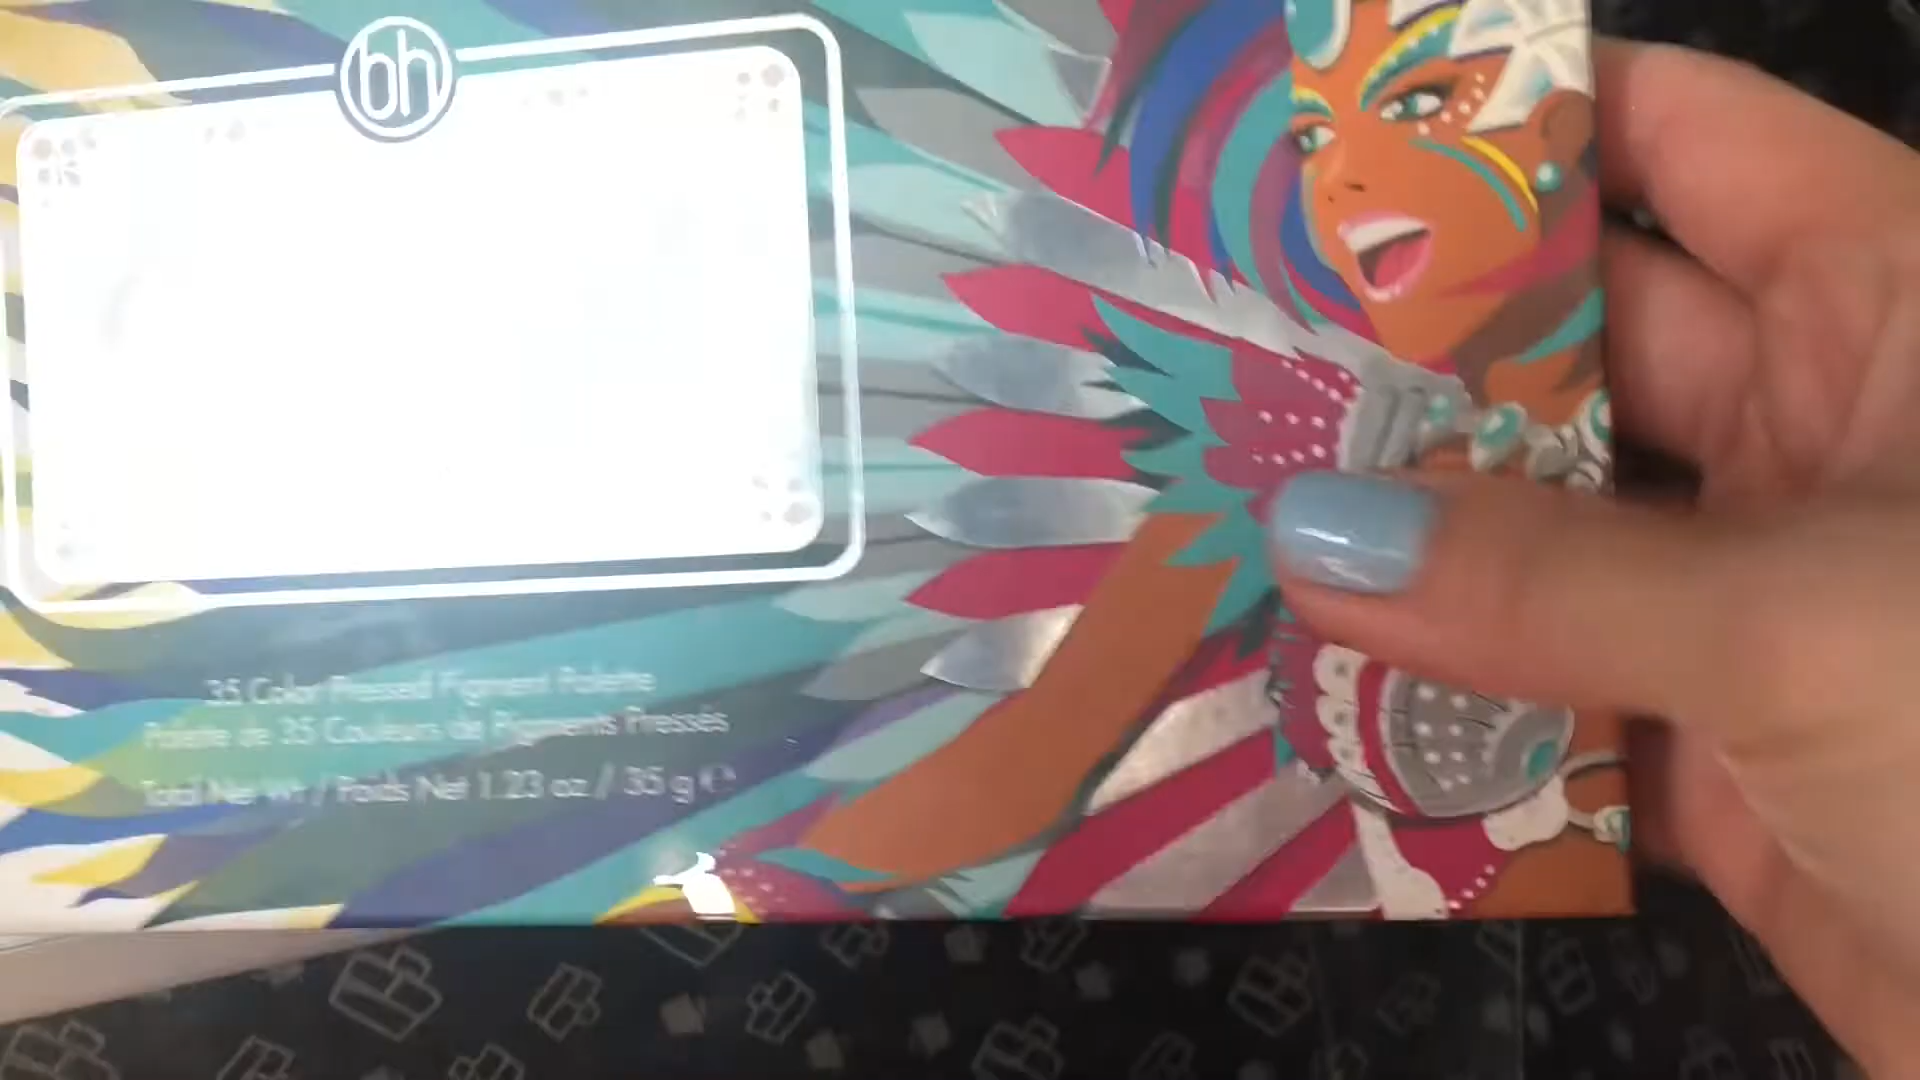 bh
35 Color Pressed Pigment Palette
Palette de 35 Couleurs de Pigments Pressés
Total Net Wt / Poids Net 1.23 oz / 35 g ℮